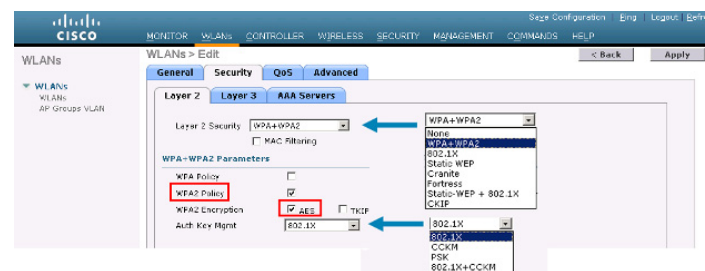 Save Configuration Ping Logout Refr
CISCO
MONITOR WLANs CONTROLLER WIRELESS SECURITY MANAGEMENT COMMANDS HELP
WLANs
WLANs > Edit
< Back Apply
General Security QoS Advanced
WLANs
WLANs
AP Groups VLAN
Layer 2 Layer 3 AAA Servers
Layer 2 Security WPA+WPA2
WPA+WPA2
MAC Filtering
None
WPA+WPA2
802.1X
Static WEP
Cranite
Fortress
Static-WEP + 802.1X
CKIP
WPA+WPA2 Parameters
WPA Policy
WPA2 Policy
WPA2 Encryption AES TKIP
Auth Key Mgmt 802.1X
802.1X
802.1X
CCKM
PSK
802.1X+CCKM